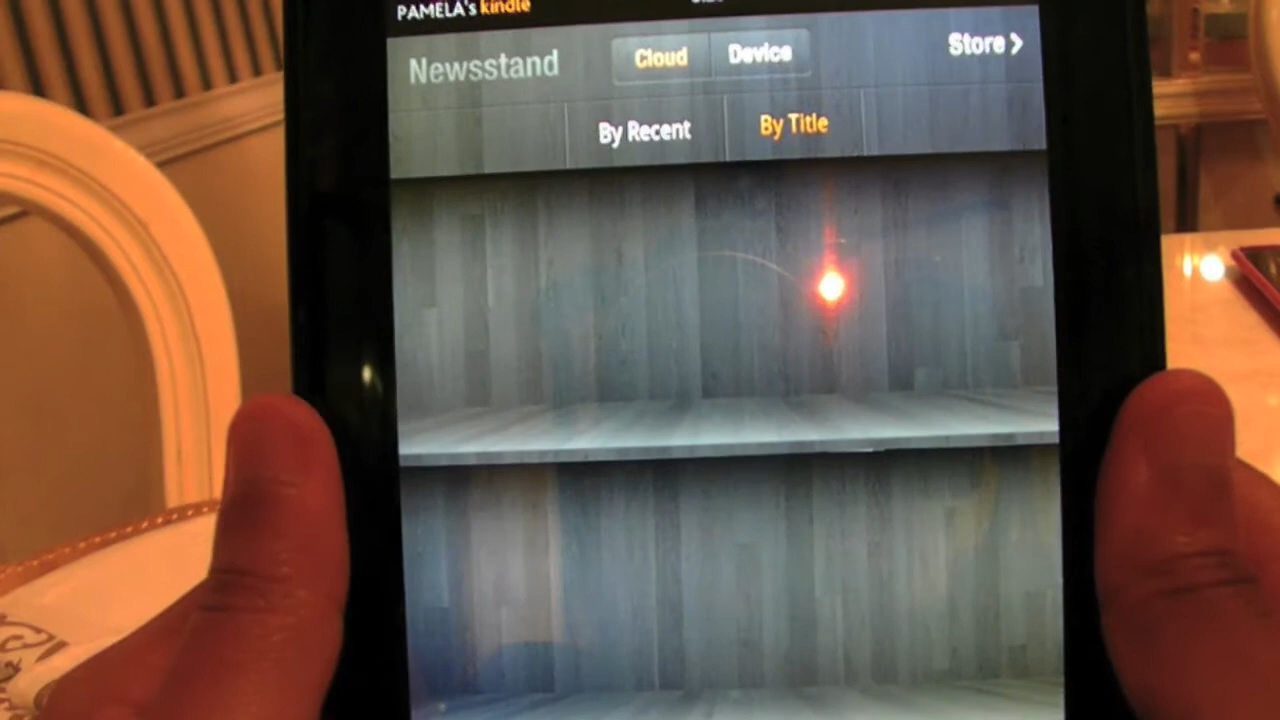 PAMELA's kindle
Newsstand Cloud Device Store >
By Recent By Title